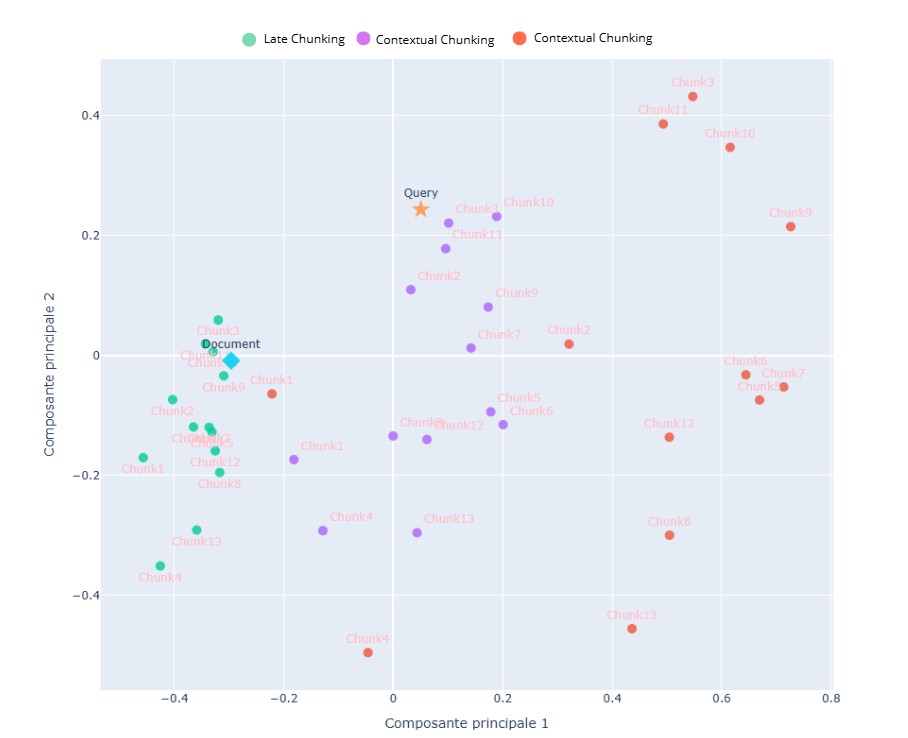 Late Chunking Contextual Chunking Contextual Chunking
Chunk3
Chunk11
0.4
Chunk10
Query
Chunk10
Chunk3
Chunk9
0.2
Chunk11
Chunk2
Chunk9
Chunk3
Chunk7
Chunk2
Document
0
Chunk9
Chunk1
Chunk6
Chunk7
Chunk2
Chunk5
Chunk6
Chunk12
Chunk12
Chunk1
Chunk12
Chunk1
−0.2
Chunk8
Chunk4
Chunk13
Chunk8
Chunk13
Chunk4
−0.4
Chunk13
Chunk4
−0.4 −0.2 0 0.2 0.4 0.6 0.8
Composante principale 1
Composante principale 2